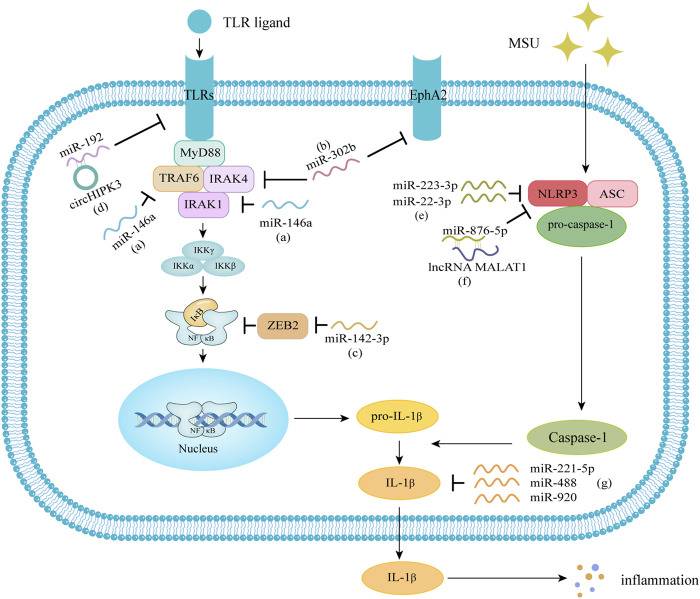 TLR ligand
MSU
TLRs
EphA2
miR-192
circHIPK3
(d)
MyD88
TRAF6
IRAK4
IRAK1
(b)
miR-302b
miR-146a
(a)
miR-146a
(a)
miR-223-3p
miR-22-3p
(e)
NLRP3
ASC
pro-caspase-1
miR-876-5p
lncRNA MALAT1
(f)
IKKγ
IKKα
IKKβ
IκB
NF κB
ZEB2
miR-142-3p
(c)
NF κB
Nucleus
pro-IL-1β
Caspase-1
IL-1β
miR-221-5p
miR-488
(g)
miR-920
IL-1β
inflammation